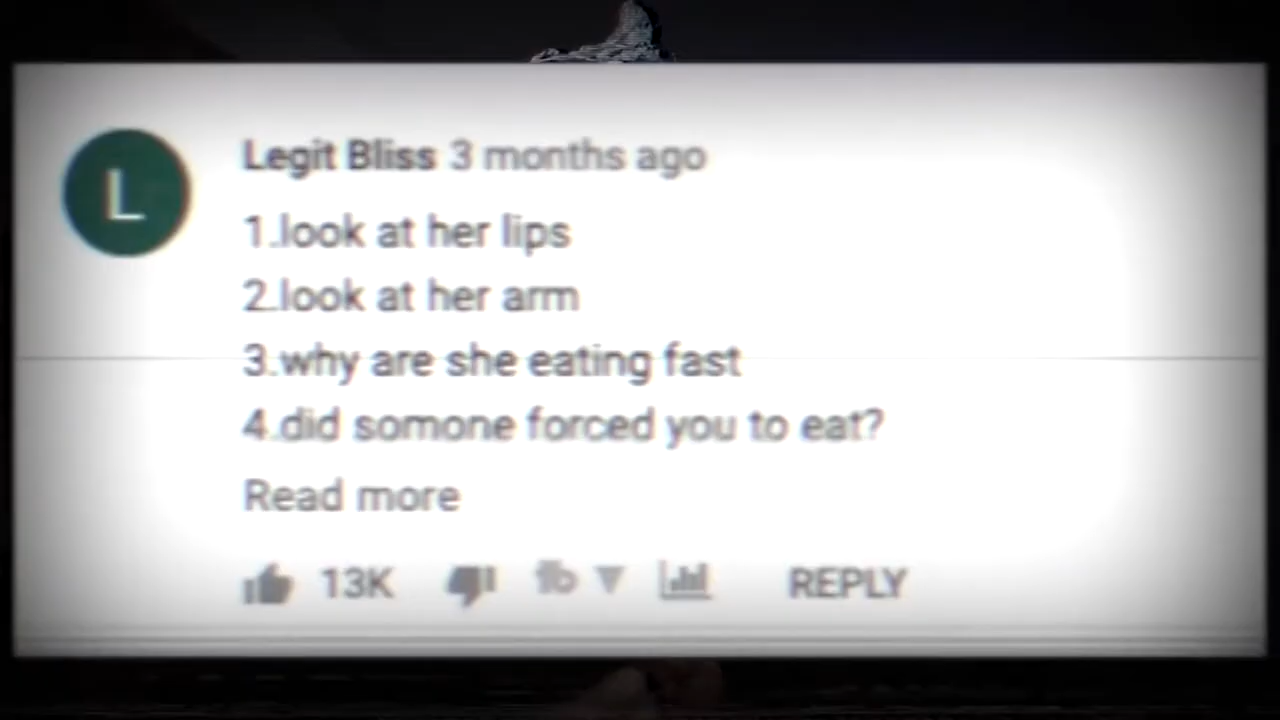 L
Legit Bliss 3 months ago
1.look at her lips
2.look at her arm
3.why are she eating fast
4.did somone forced you to eat?
Read more
13K tb REPLY